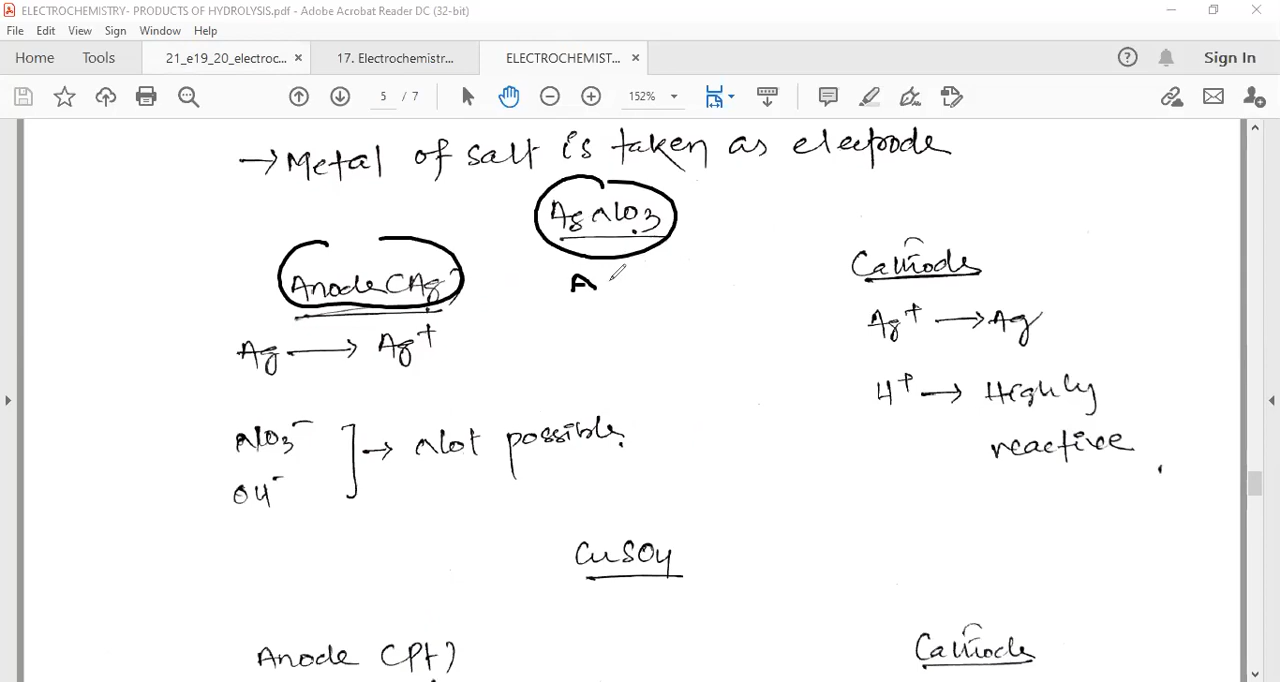 ELECTROCHEMISTRY- PRODUCTS OF HYDROLYSIS.pdf - Adobe Acrobat Reader DC (32-bit)
File Edit View Sign Window Help
Home Tools 21_e19_20_electroc... × 17. Electrochemistr... ELECTROCHEMIST... × Sign In
5 / 7 152%
→ Metal of salt is taken as electrode
AgNO3
Anode (Ag)
Cathode
A
Ag → Ag+
Ag+ → Ag
H+ → Highly
reactive
NO3-
OH-
→ Not possible.
CuSO4
Anode (Pt)
Cathode